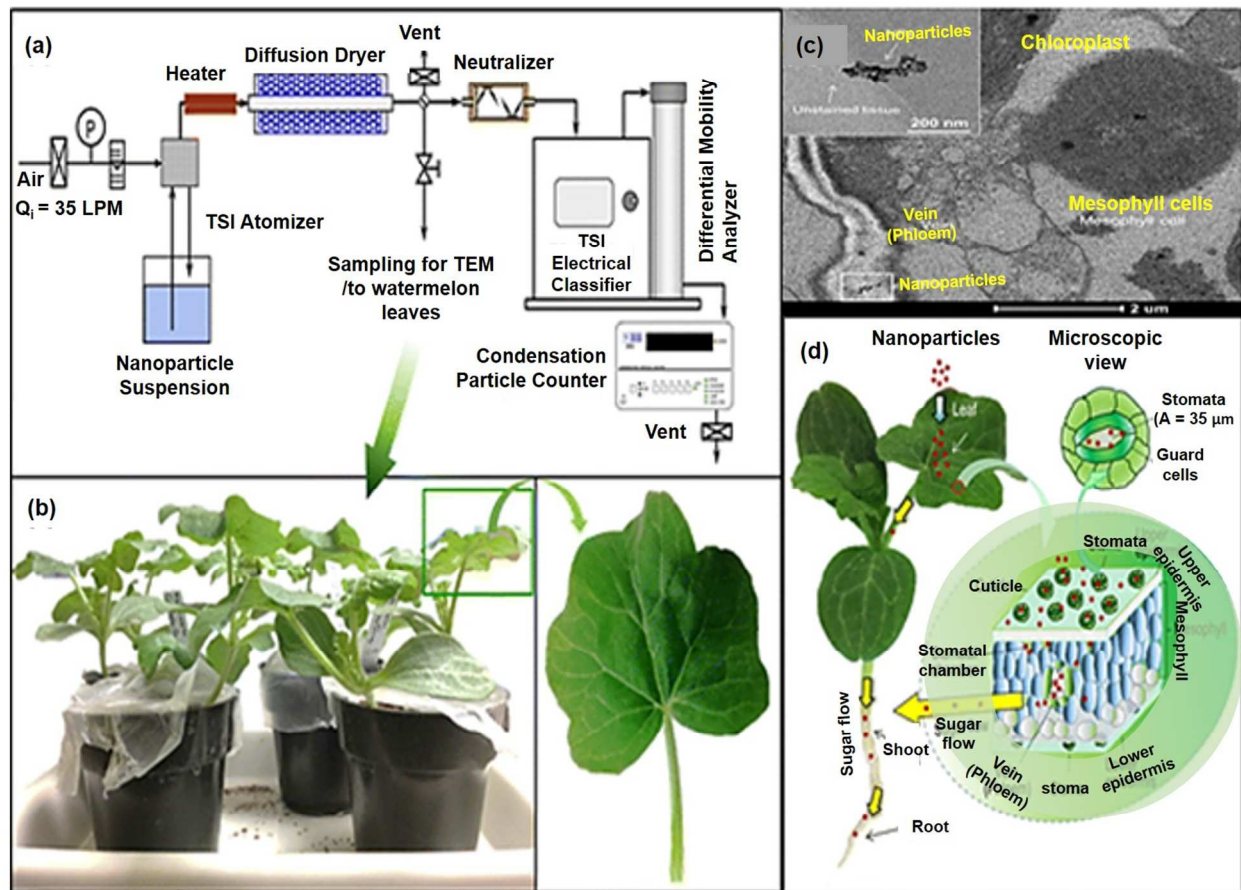 (a)
Vent
Diffusion Dryer
Neutralizer
Heater
P
Air
Qi = 35 LPM
TSI Atomizer
Nanoparticle
Suspension
Sampling for TEM
/to watermelon
leaves
TSI
Electrical
Classifier
Differential Mobility
Analyzer
Condensation
Particle Counter
Vent
(b)
(c)
Nanoparticles
Unstained tissue
200 nm
Chloroplast
Mesophyll cells
Mesophyll cell
Vein
(Phloem)
Nanoparticles
2 um
(d)
Nanoparticles
Leaf
Microscopic
view
Stomata
(A = 35 µm
Guard
cells
Stomata
Upper
epidermis
Cuticle
Mesophyll
Stomatal
chamber
Sugar
flow
Sugar flow
Shoot
Vein
(Phloem)
stoma
Lower
epidermis
Root